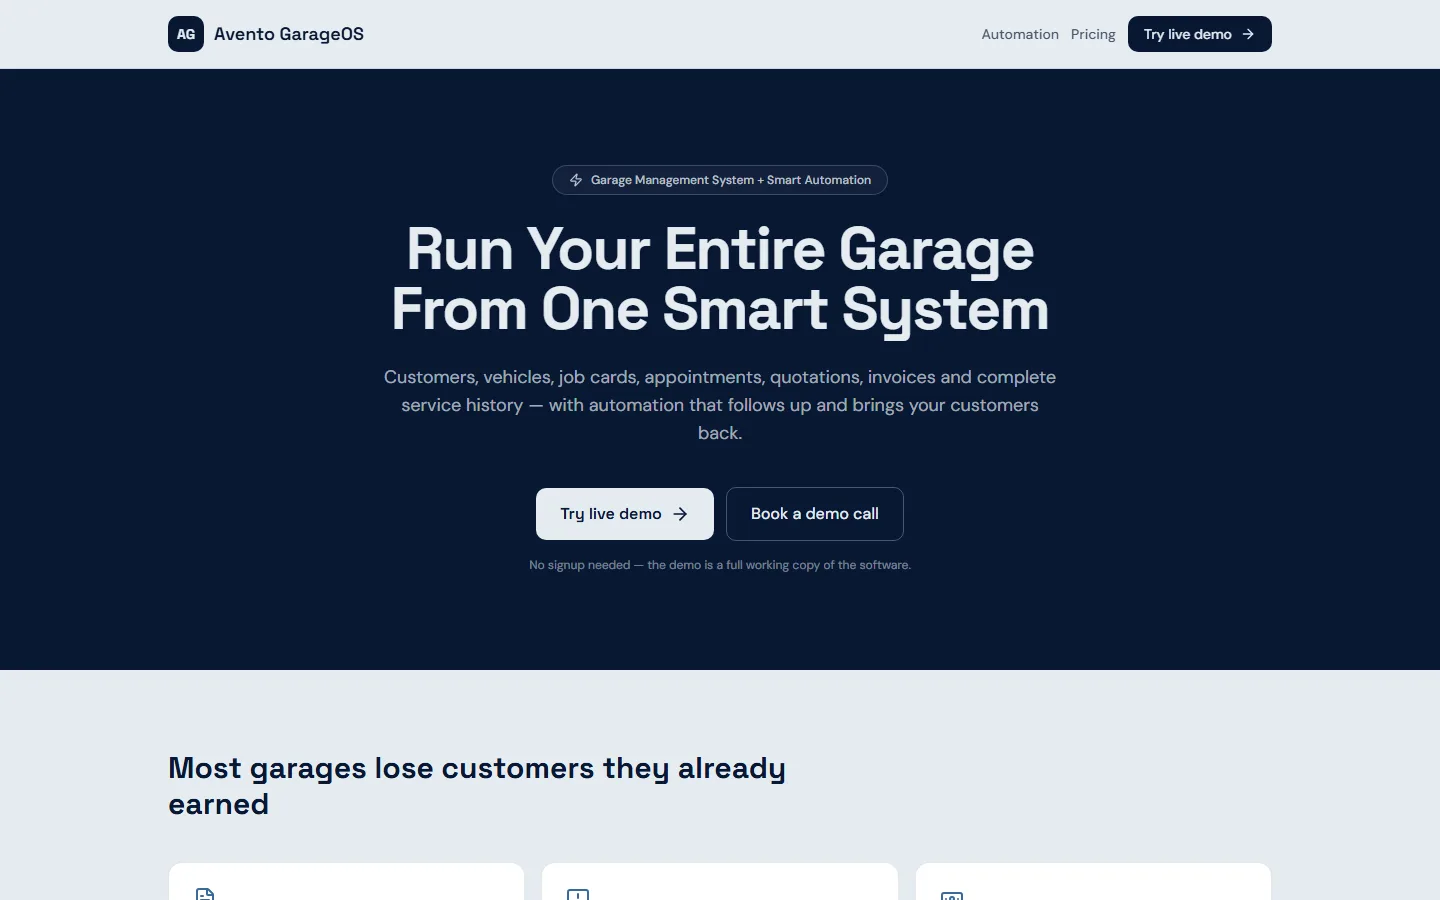 AG Avento GarageOS
Automation Pricing Try live demo
Garage Management System + Smart Automation
Run Your Entire Garage
From One Smart System
Customers, vehicles, job cards, appointments, quotations, invoices and complete
service history — with automation that follows up and brings your customers
back.
Try live demo
Book a demo call
No signup needed — the demo is a full working copy of the software.
Most garages lose customers they already
earned